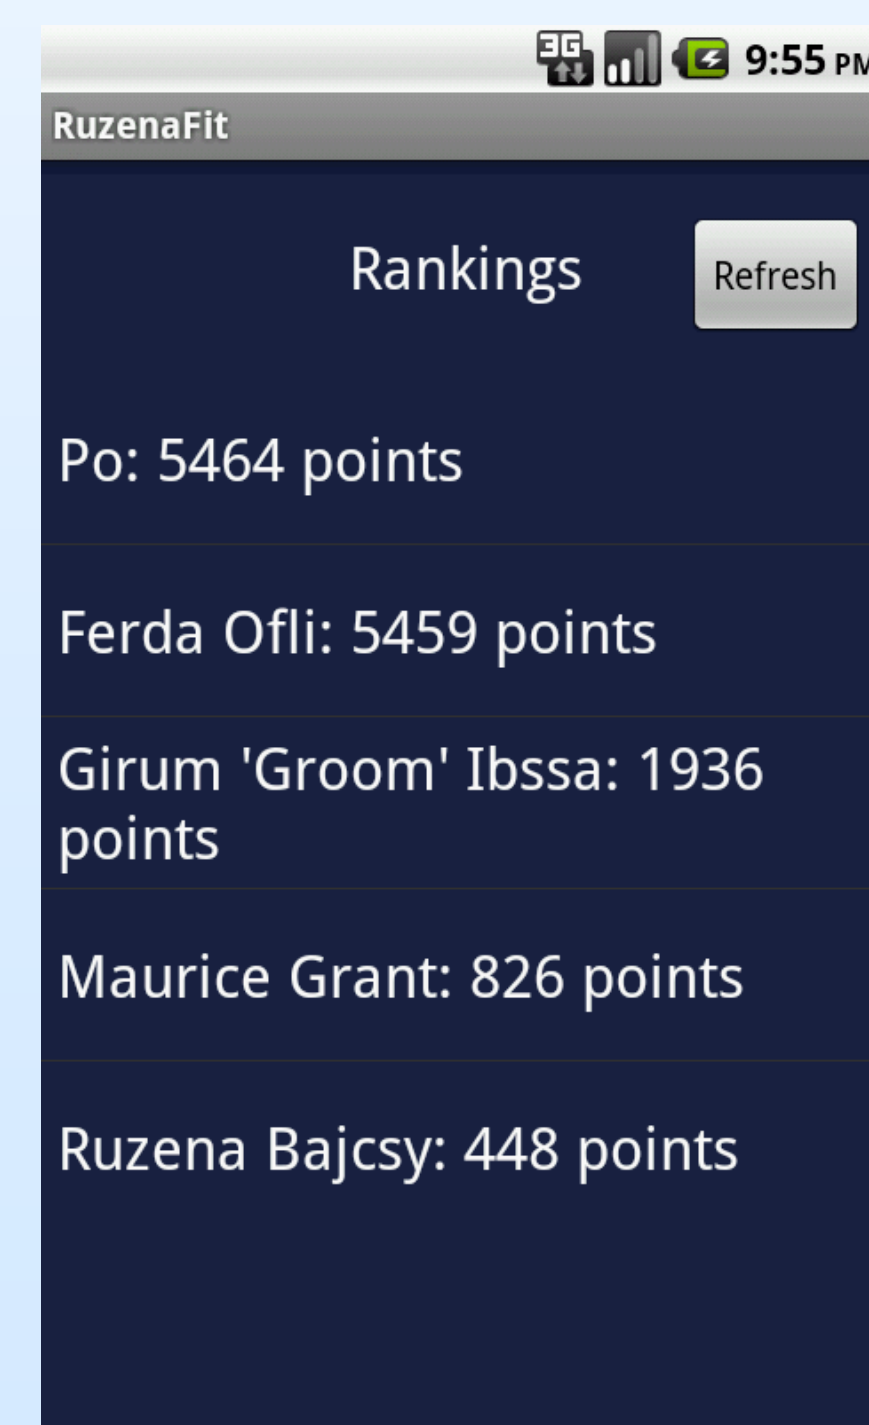 3G 9:55 PM
RuzenaFit
Rankings Refresh
Po: 5464 points
Ferda Ofli: 5459 points
Girum 'Groom' Ibssa: 1936
points
Maurice Grant: 826 points
Ruzena Bajcsy: 448 points